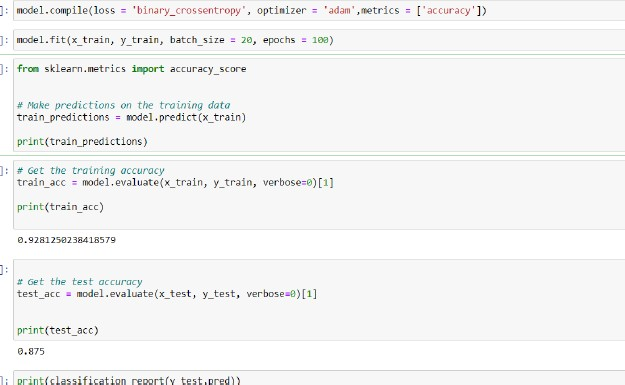 ]: model.compile(loss = 'binary_crossentropy', optimizer = 'adam',metrics = ['accuracy'])
]: model.fit(x_train, y_train, batch_size = 20, epochs = 100)
]: from sklearn.metrics import accuracy_score
# Make predictions on the training data
train_predictions = model.predict(x_train)
print(train_predictions)
]: # Get the training accuracy
train_acc = model.evaluate(x_train, y_train, verbose=0)[1]
print(train_acc)
0.9281250238418579
]:
# Get the test accuracy
test_acc = model.evaluate(x_test, y_test, verbose=0)[1]
print(test_acc)
0.875
]: print(classification_report(y_test,pred))